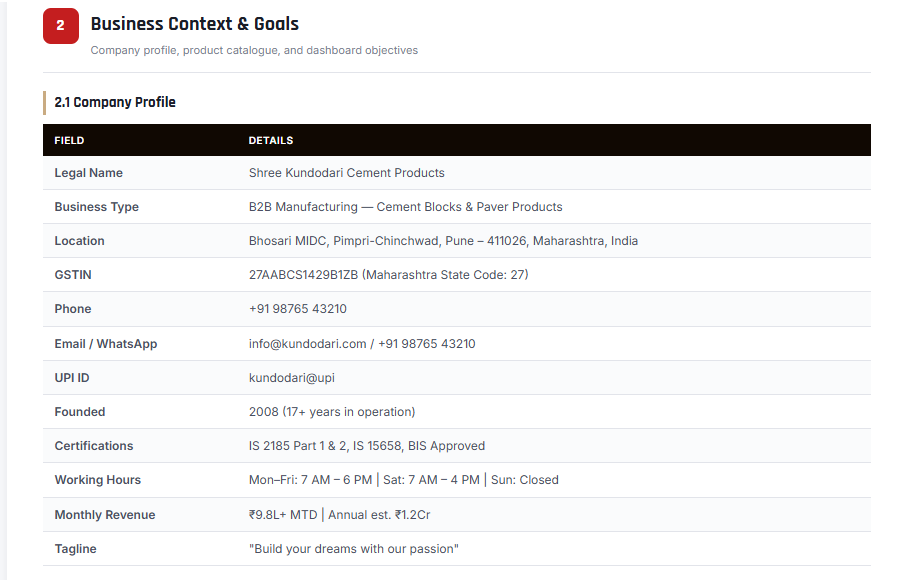 2
Business Context & Goals
Company profile, product catalogue, and dashboard objectives
2.1 Company Profile
FIELD DETAILS
Legal Name Shree Kundodari Cement Products
Business Type B2B Manufacturing — Cement Blocks & Paver Products
Location Bhosari MIDC, Pimpri-Chinchwad, Pune – 411026, Maharashtra, India
GSTIN 27AABCS1429B1ZB (Maharashtra State Code: 27)
Phone +91 98765 43210
Email / WhatsApp info@kundodari.com / +91 98765 43210
UPI ID kundodari@upi
Founded 2008 (17+ years in operation)
Certifications IS 2185 Part 1 & 2, IS 15658, BIS Approved
Working Hours Mon–Fri: 7 AM – 6 PM | Sat: 7 AM – 4 PM | Sun: Closed
Monthly Revenue ₹9.8L+ MTD | Annual est. ₹1.2Cr
Tagline "Build your dreams with our passion"